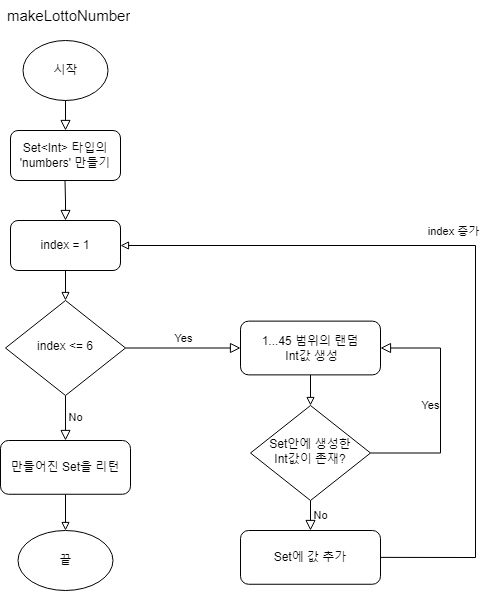 makeLottoNumber
시작
Set<Int> 타입의
'numbers' 만들기
index 증가
index = 1
index <= 6
Yes
1...45 범위의 랜덤
Int값 생성
Yes
No
Set안에 생성한
Int값이 존재?
만들어진 Set을 리턴
No
끝
Set에 값 추가